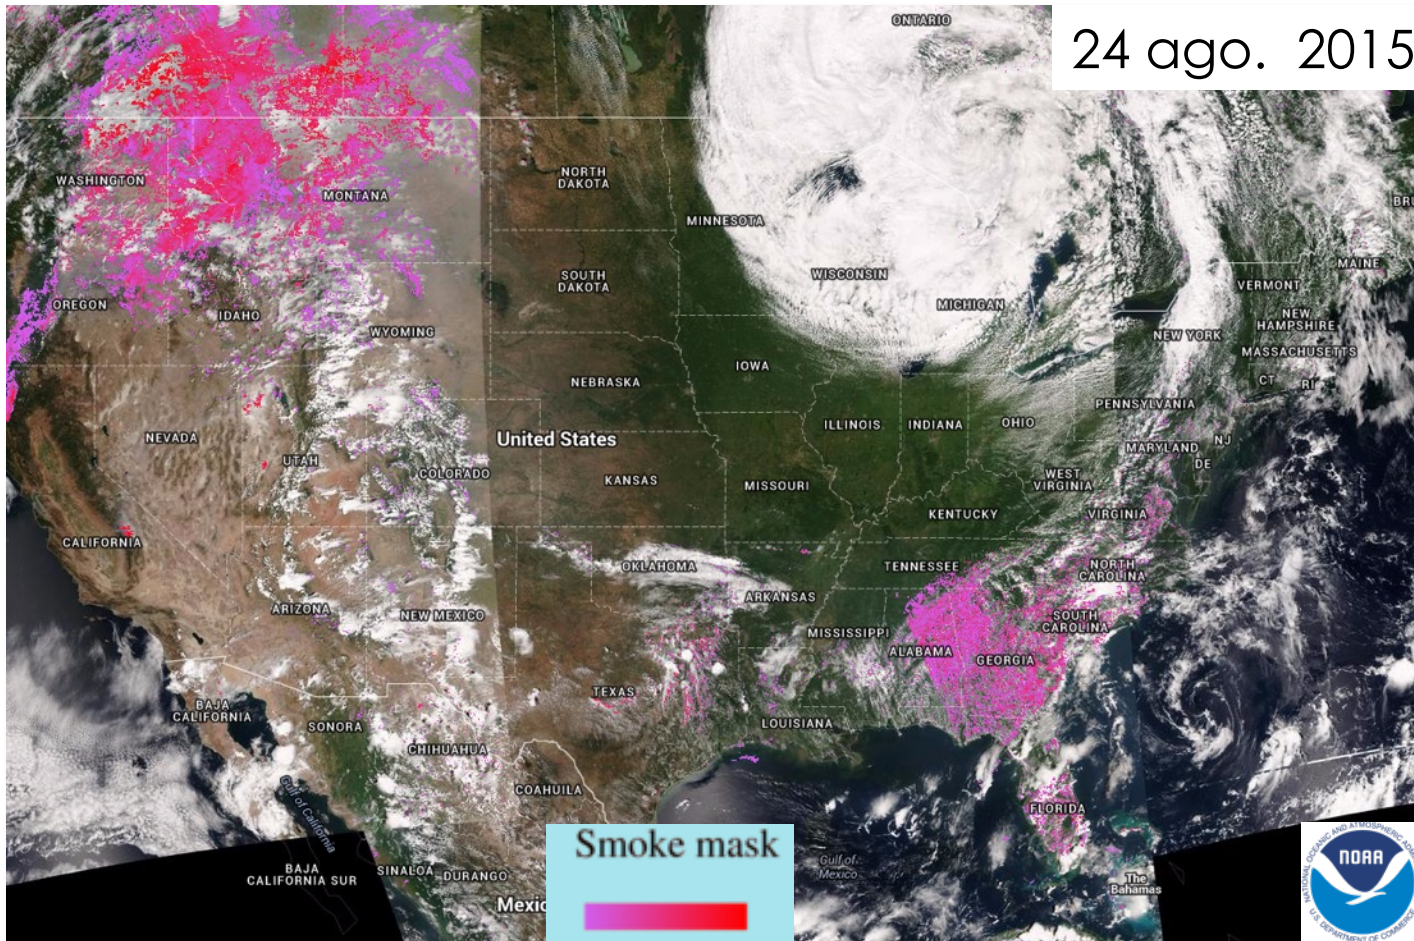 ONTARIO
24 ago. 2015
WASHINGTON
MONTANA
NORTH
DAKOTA
MINNESOTA
BRU
OREGON
IDAHO
WYOMING
SOUTH
DAKOTA
WISCONSIN
MICHIGAN
MAINE
VERMONT
NEW
HAMPSHIRE
NEW YORK
MASSACHUSETTS
CT
RI
NEBRASKA
IOWA
PENNSYLVANIA
NEVADA
UTAH
COLORADO
United States
KANSAS
MISSOURI
ILLINOIS
INDIANA
OHIO
WEST
VIRGINIA
MARYLAND
NJ
DE
VIRGINIA
KENTUCKY
CALIFORNIA
ARIZONA
NEW MEXICO
OKLAHOMA
ARKANSAS
TENNESSEE
NORTH
CAROLINA
SOUTH
CAROLINA
MISSISSIPPI
ALABAMA
GEORGIA
TEXAS
LOUISIANA
BAJA
CALIFORNIA
SONORA
CHIHUAHUA
COAHUILA
Gulf of California
FLORIDA
Gulf of
Mexico
The
Bahamas
BAJA
CALIFORNIA SUR
SINALOA
DURANGO
Mexic
Smoke mask
NATIONAL OCEANIC AND ATMOSPHERIC ADM
NOAA
U.S. DEPARTMENT OF COMMERCE